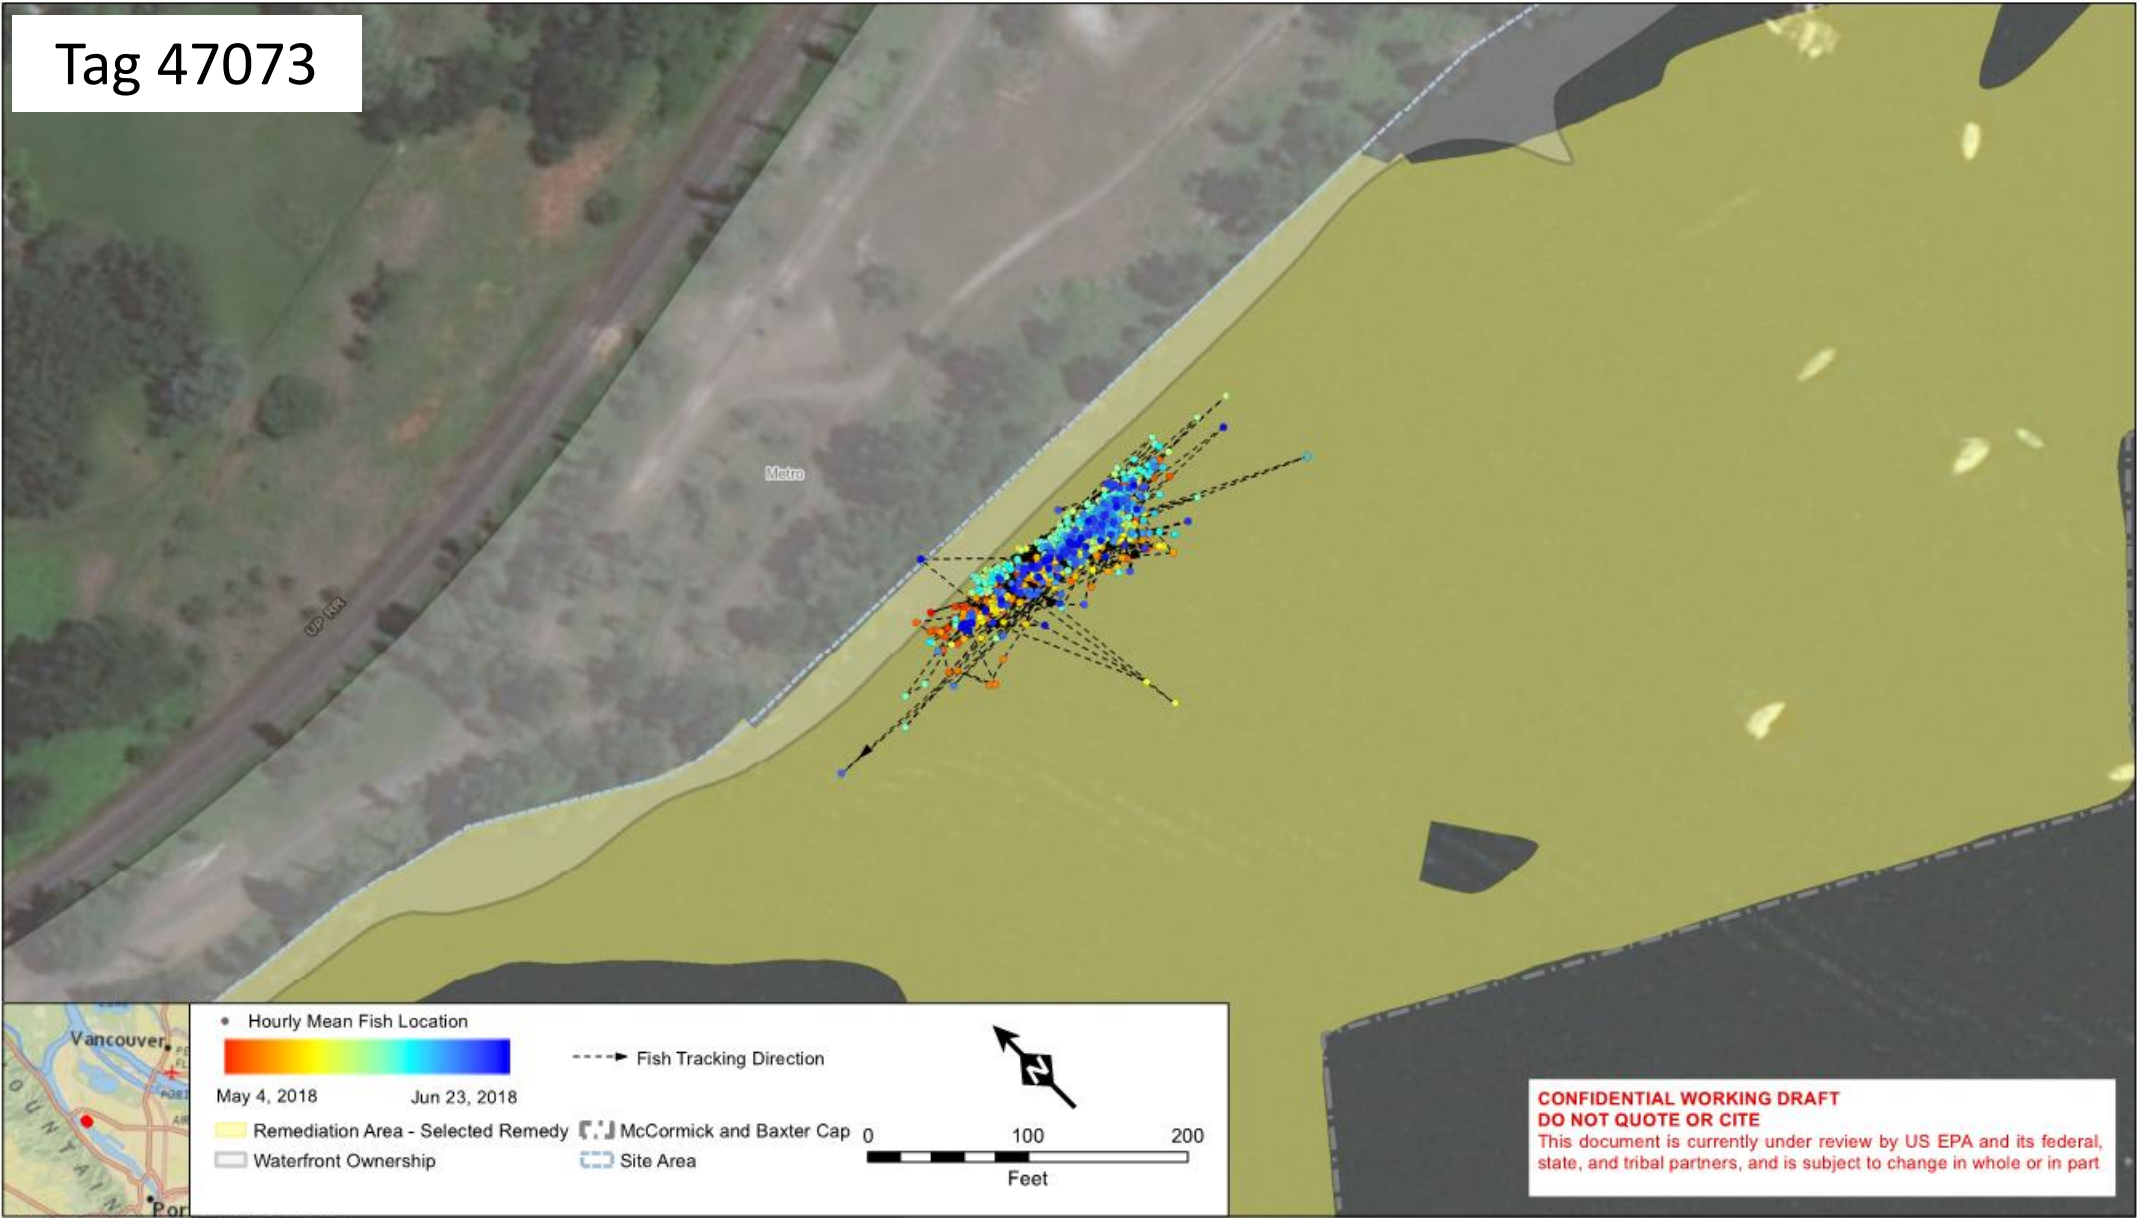 Tag 47073
Metro
UP RR
Vancouver
Hourly Mean Fish Location
Fish Tracking Direction
May 4, 2018
Jun 23, 2018
Remediation Area - Selected Remedy
McCormick and Baxter Cap
Waterfront Ownership
Site Area
N
0 100 200
Feet
CONFIDENTIAL WORKING DRAFT
DO NOT QUOTE OR CITE
This document is currently under review by US EPA and its federal,
state, and tribal partners, and is subject to change in whole or in part
OUNTAIN
Por